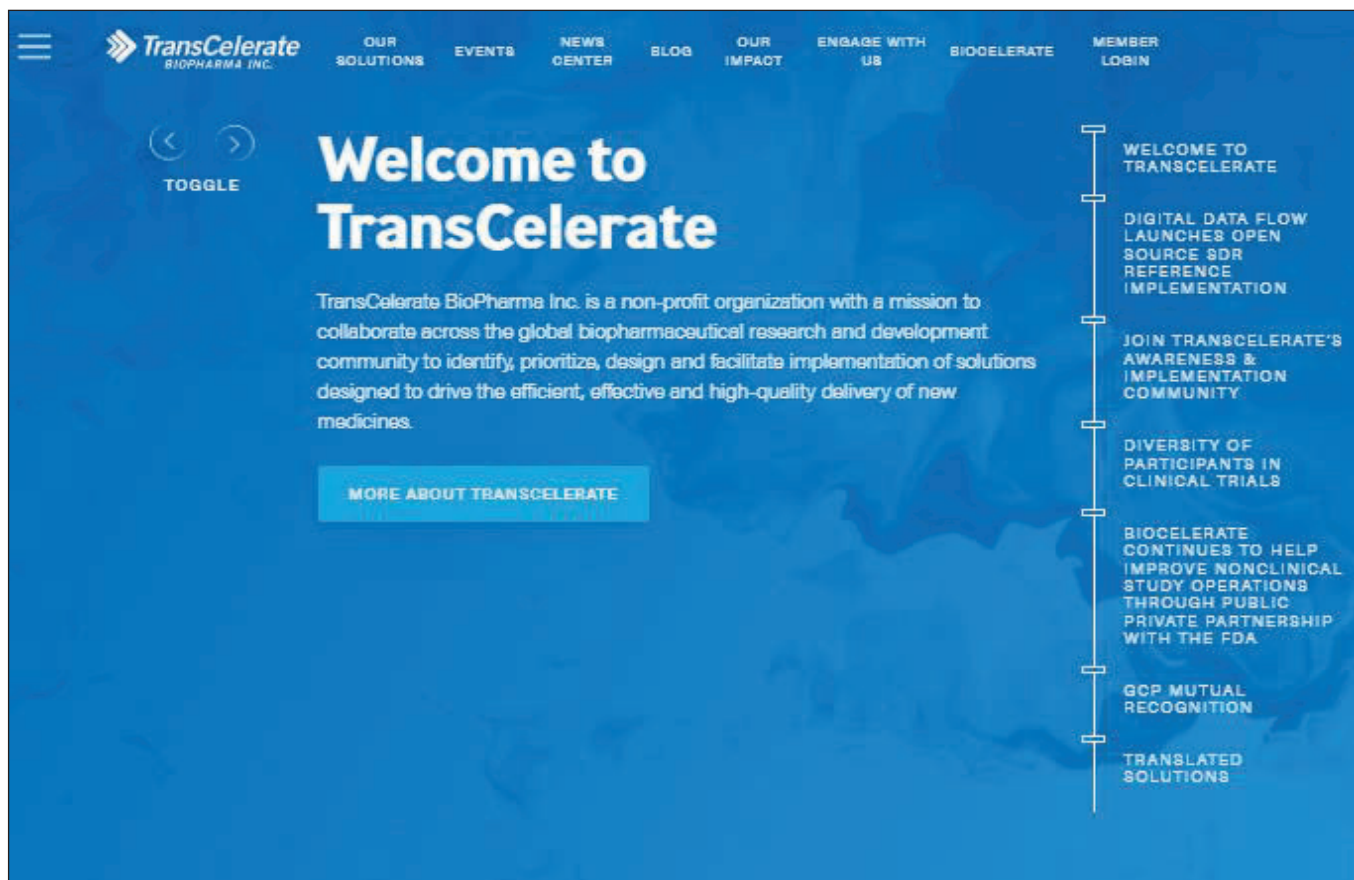 TransCelerate
BIOPHARMA INC.
OUR
SOLUTIONS
EVENTS
NEWS
CENTER
BLOG
OUR
IMPACT
ENGAGE WITH
US
BIOCELERATE
MEMBER
LOGIN
TOGGLE
Welcome to
TransCelerate
TransCelerate BioPharma Inc. is a non-profit organization with a mission to
collaborate across the global biopharmaceutical research and development
community to identify, prioritize, design and facilitate implementation of solutions
designed to drive the efficient, effective and high-quality delivery of new
medicines.
MORE ABOUT TRANSCELERATE
WELCOME TO
TRANSCELERATE
DIGITAL DATA FLOW
LAUNCHES OPEN
SOURCE SDR
REFERENCE
IMPLEMENTATION
JOIN TRANSCELERATE'S
AWARENESS &
IMPLEMENTATION
COMMUNITY
DIVERSITY OF
PARTICIPANTS IN
CLINICAL TRIALS
BIOCELERATE
CONTINUES TO HELP
IMPROVE NONCLINICAL
STUDY OPERATIONS
THROUGH PUBLIC
PRIVATE PARTNERSHIP
WITH THE FDA
GCP MUTUAL
RECOGNITION
TRANSLATED
SOLUTIONS